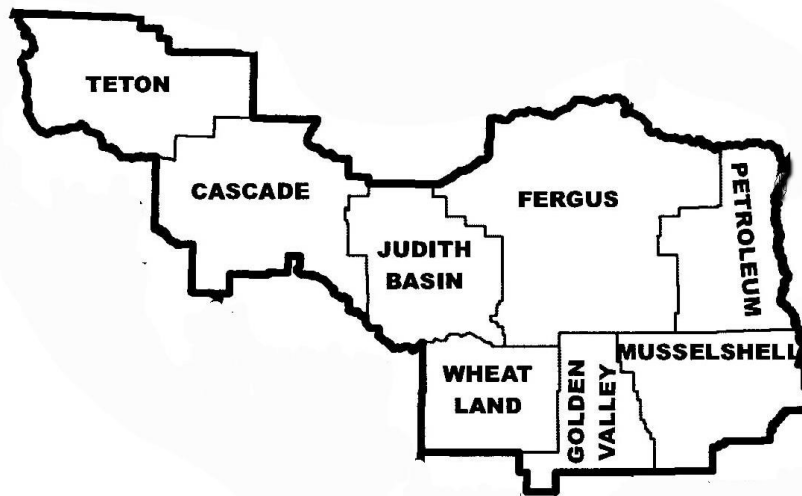 TETON
CASCADE
FERGUS
PETROLEUM
JUDITH
BASIN
MUSSELSHELL
WHEAT
LAND
GOLDEN
VALLEY